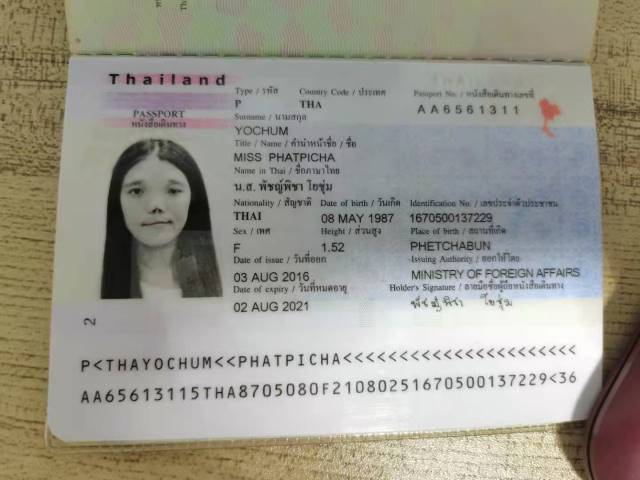 Thailand
Type / รหัส Country Code / ประเทศ Passport No. / หนังสือเดินทางเลขที่
P THA AA6561311
PASSPORT
หนังสือเดินทาง
Surname / นามสกุล
YOCHUM
Title / Name / คำนำหน้าชื่อ / ชื่อ
MISS PHATPICHA
Name in Thai / ชื่อภาษาไทย
น.ส. พัชญ์พิชา โยชุ่ม
Nationality / สัญชาติ Date of birth / วันเกิด Identification No. / เลขประจำตัวประชาชน
THAI 08 MAY 1987 1670500137229
Sex / เพศ Height / ส่วนสูง Place of birth / สถานที่เกิด
F 1.52 PHETCHABUN
Date of issue / วันที่ออก Issuing Authority / ออกให้โดย
03 AUG 2016 MINISTRY OF FOREIGN AFFAIRS
Date of expiry / วันที่หมดอายุ Holder's Signature / ลายมือชื่อผู้ถือหนังสือเดินทาง
02 AUG 2021 พัชญ์พิชา โยชุ่ม
2
P<THAYOCHUM<<PHATPICHA<<<<<<<<<<<<<<<<<<<<<<
AA65613115THA8705080F21080251670500137229<36